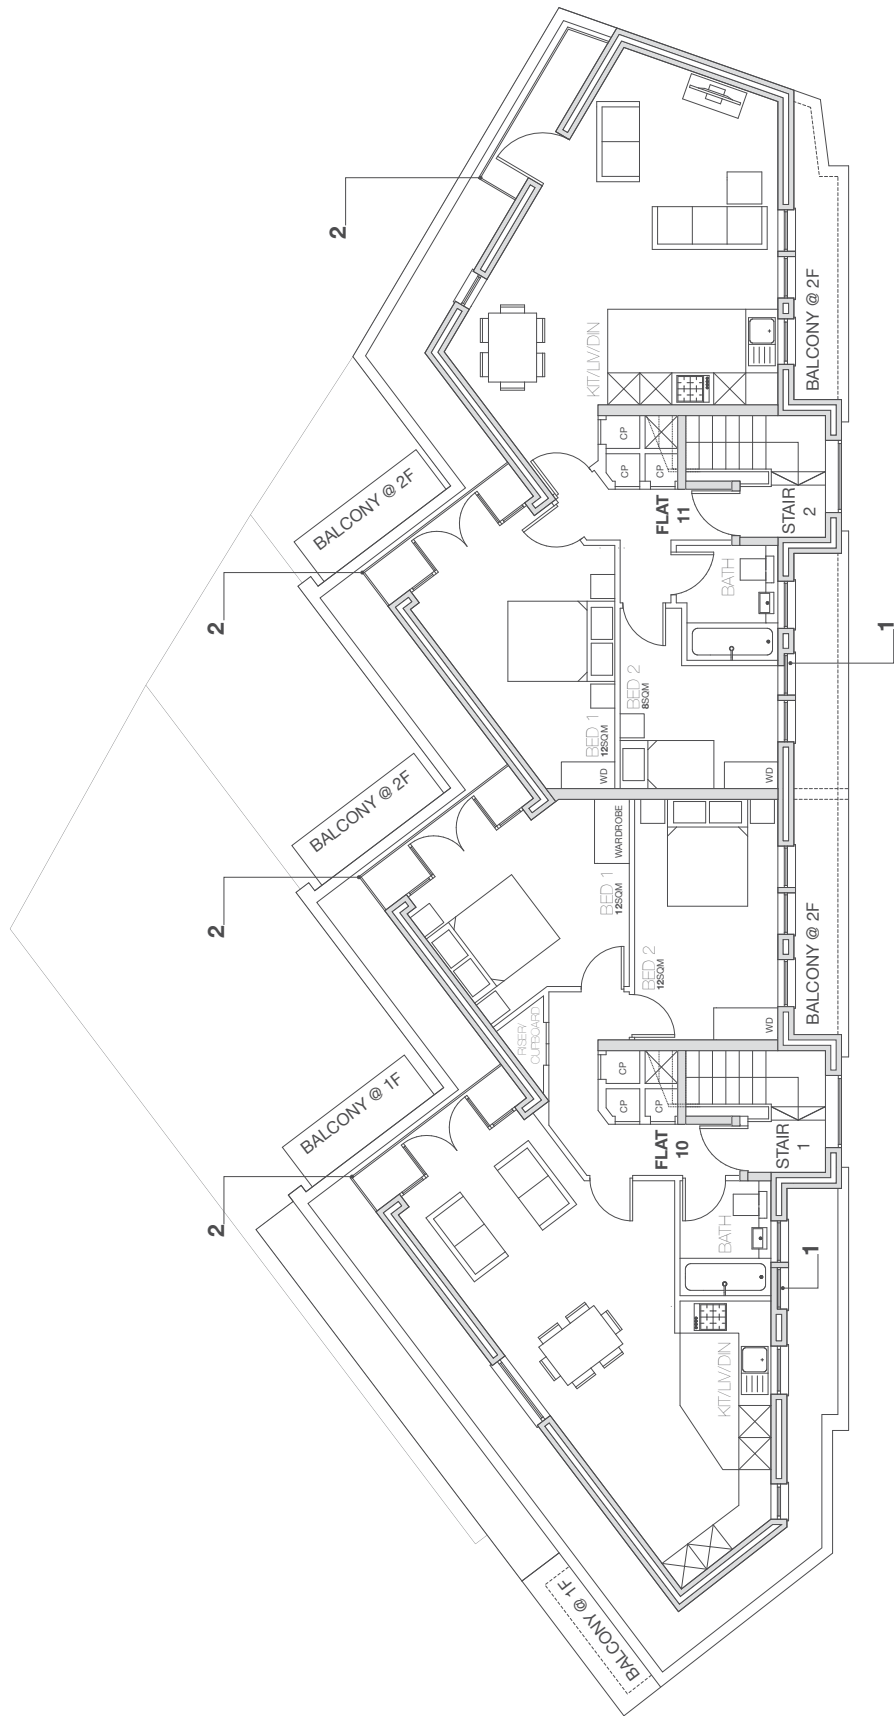 2
BALCONY @ 2F
KIT/LIV/DIN
CP
CP
CP
FLAT
11
STAIR
2
BALCONY @ 2F
2
BATH
BED 1
12SQM
BED 2
8SQM
WD
WD
1
BALCONY @ 2F
2
WARDROBE
BED 1
12SQM
BED 2
12SQM
WD
BALCONY @ 2F
RISER/
CUPBOARD
CP
CP
CP
FLAT
10
STAIR
1
BALCONY @ 1F
2
BATH
KIT/LIV/DIN
1
BALCONY @ 1F